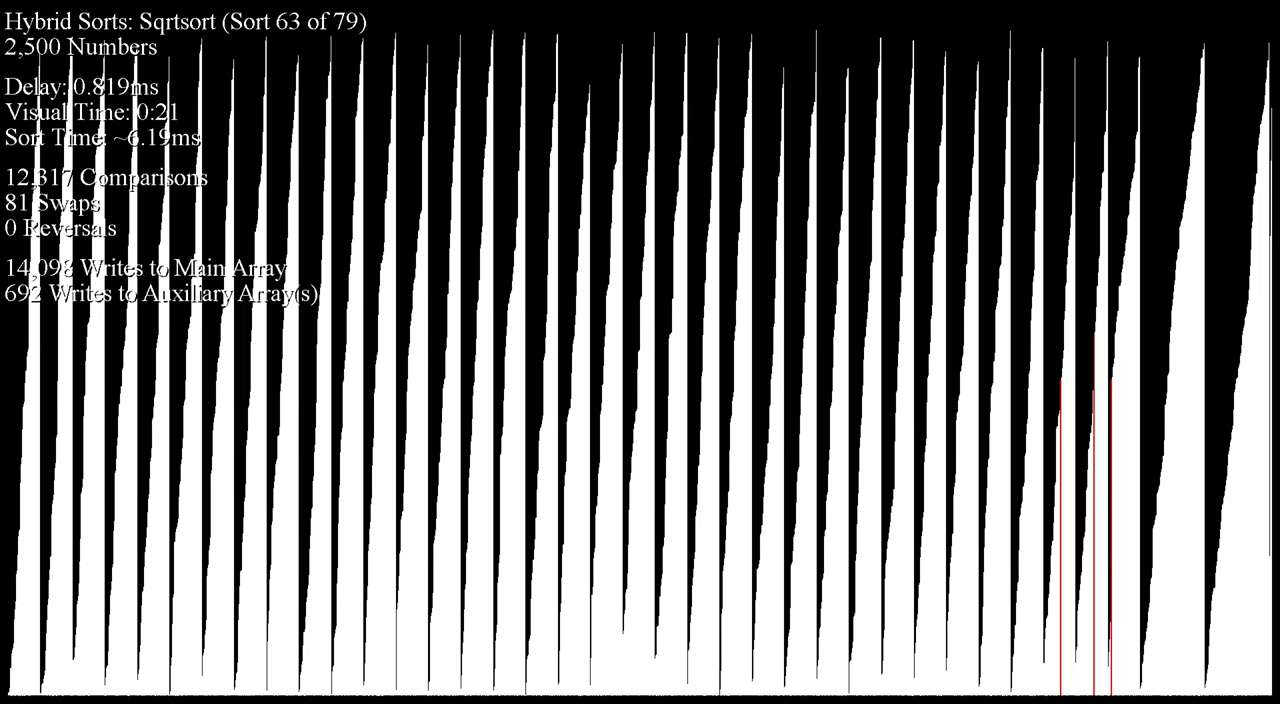 Hybrid Sorts: Sqrtsort (Sort 63 of 79)
2,500 Numbers
Delay: 0.819ms
Visual Time: 0:21
Sort Time: ~6.19ms
12,317 Comparisons
81 Swaps
0 Reversals
14,098 Writes to Main Array
692 Writes to Auxiliary Array(s)